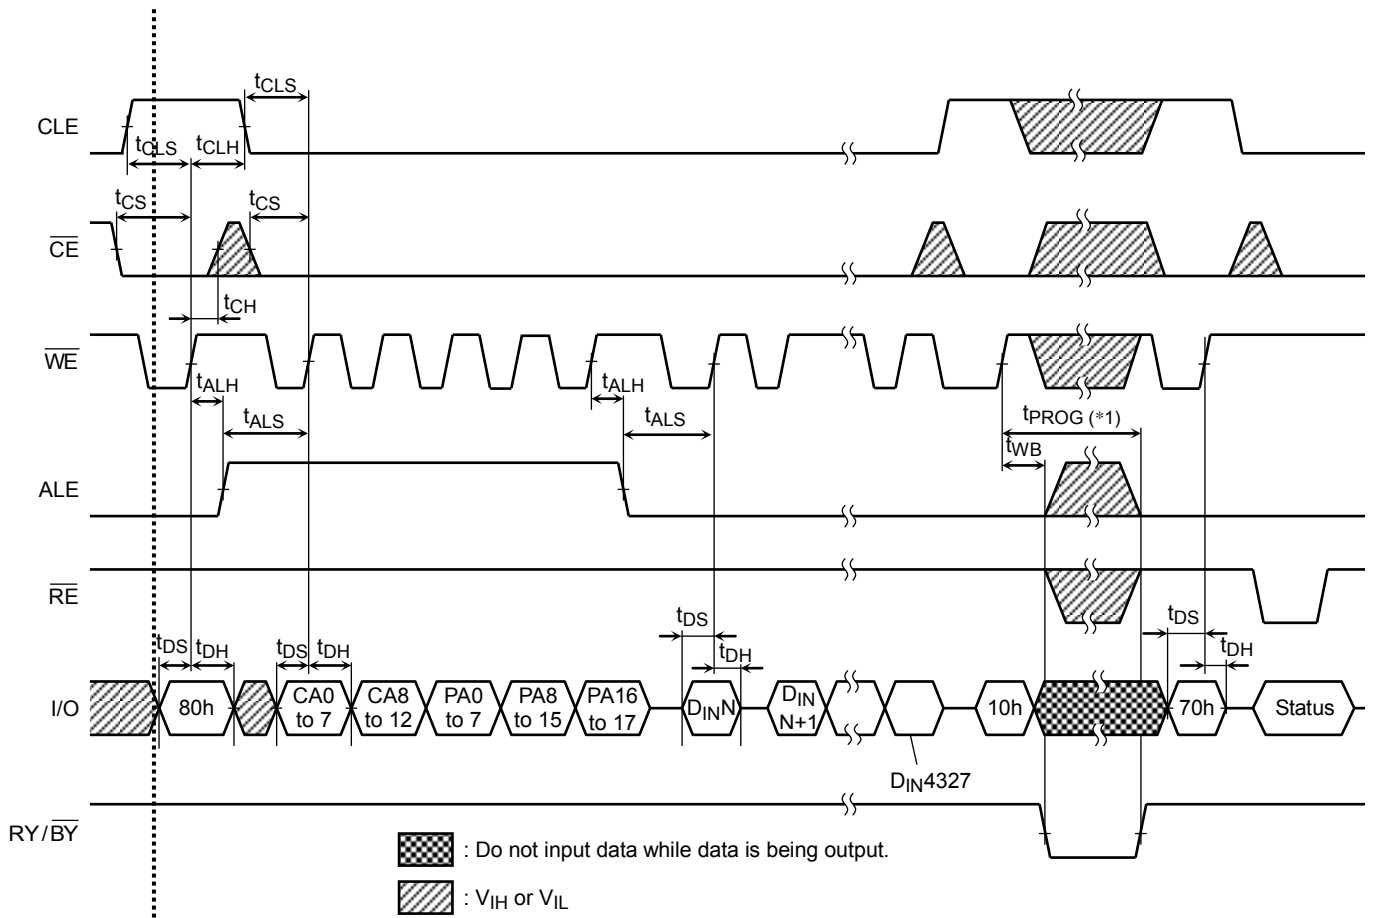 tCLS
CLE
tCLS tCLH
tCS tCS
CE
tCH
WE
tALH tALH
tALS tALS tPROG (*1)
tWB
ALE
RE
tDS tDS
tDS tDH tDS tDH tDH tDH
I/O
80h
CA0 to 7
CA8 to 12
PA0 to 7
PA8 to 15
PA16 to 17
DINN
DIN N+1
10h
70h
Status
DIN4327
RY/BY
: Do not input data while data is being output.
: VIH or VIL